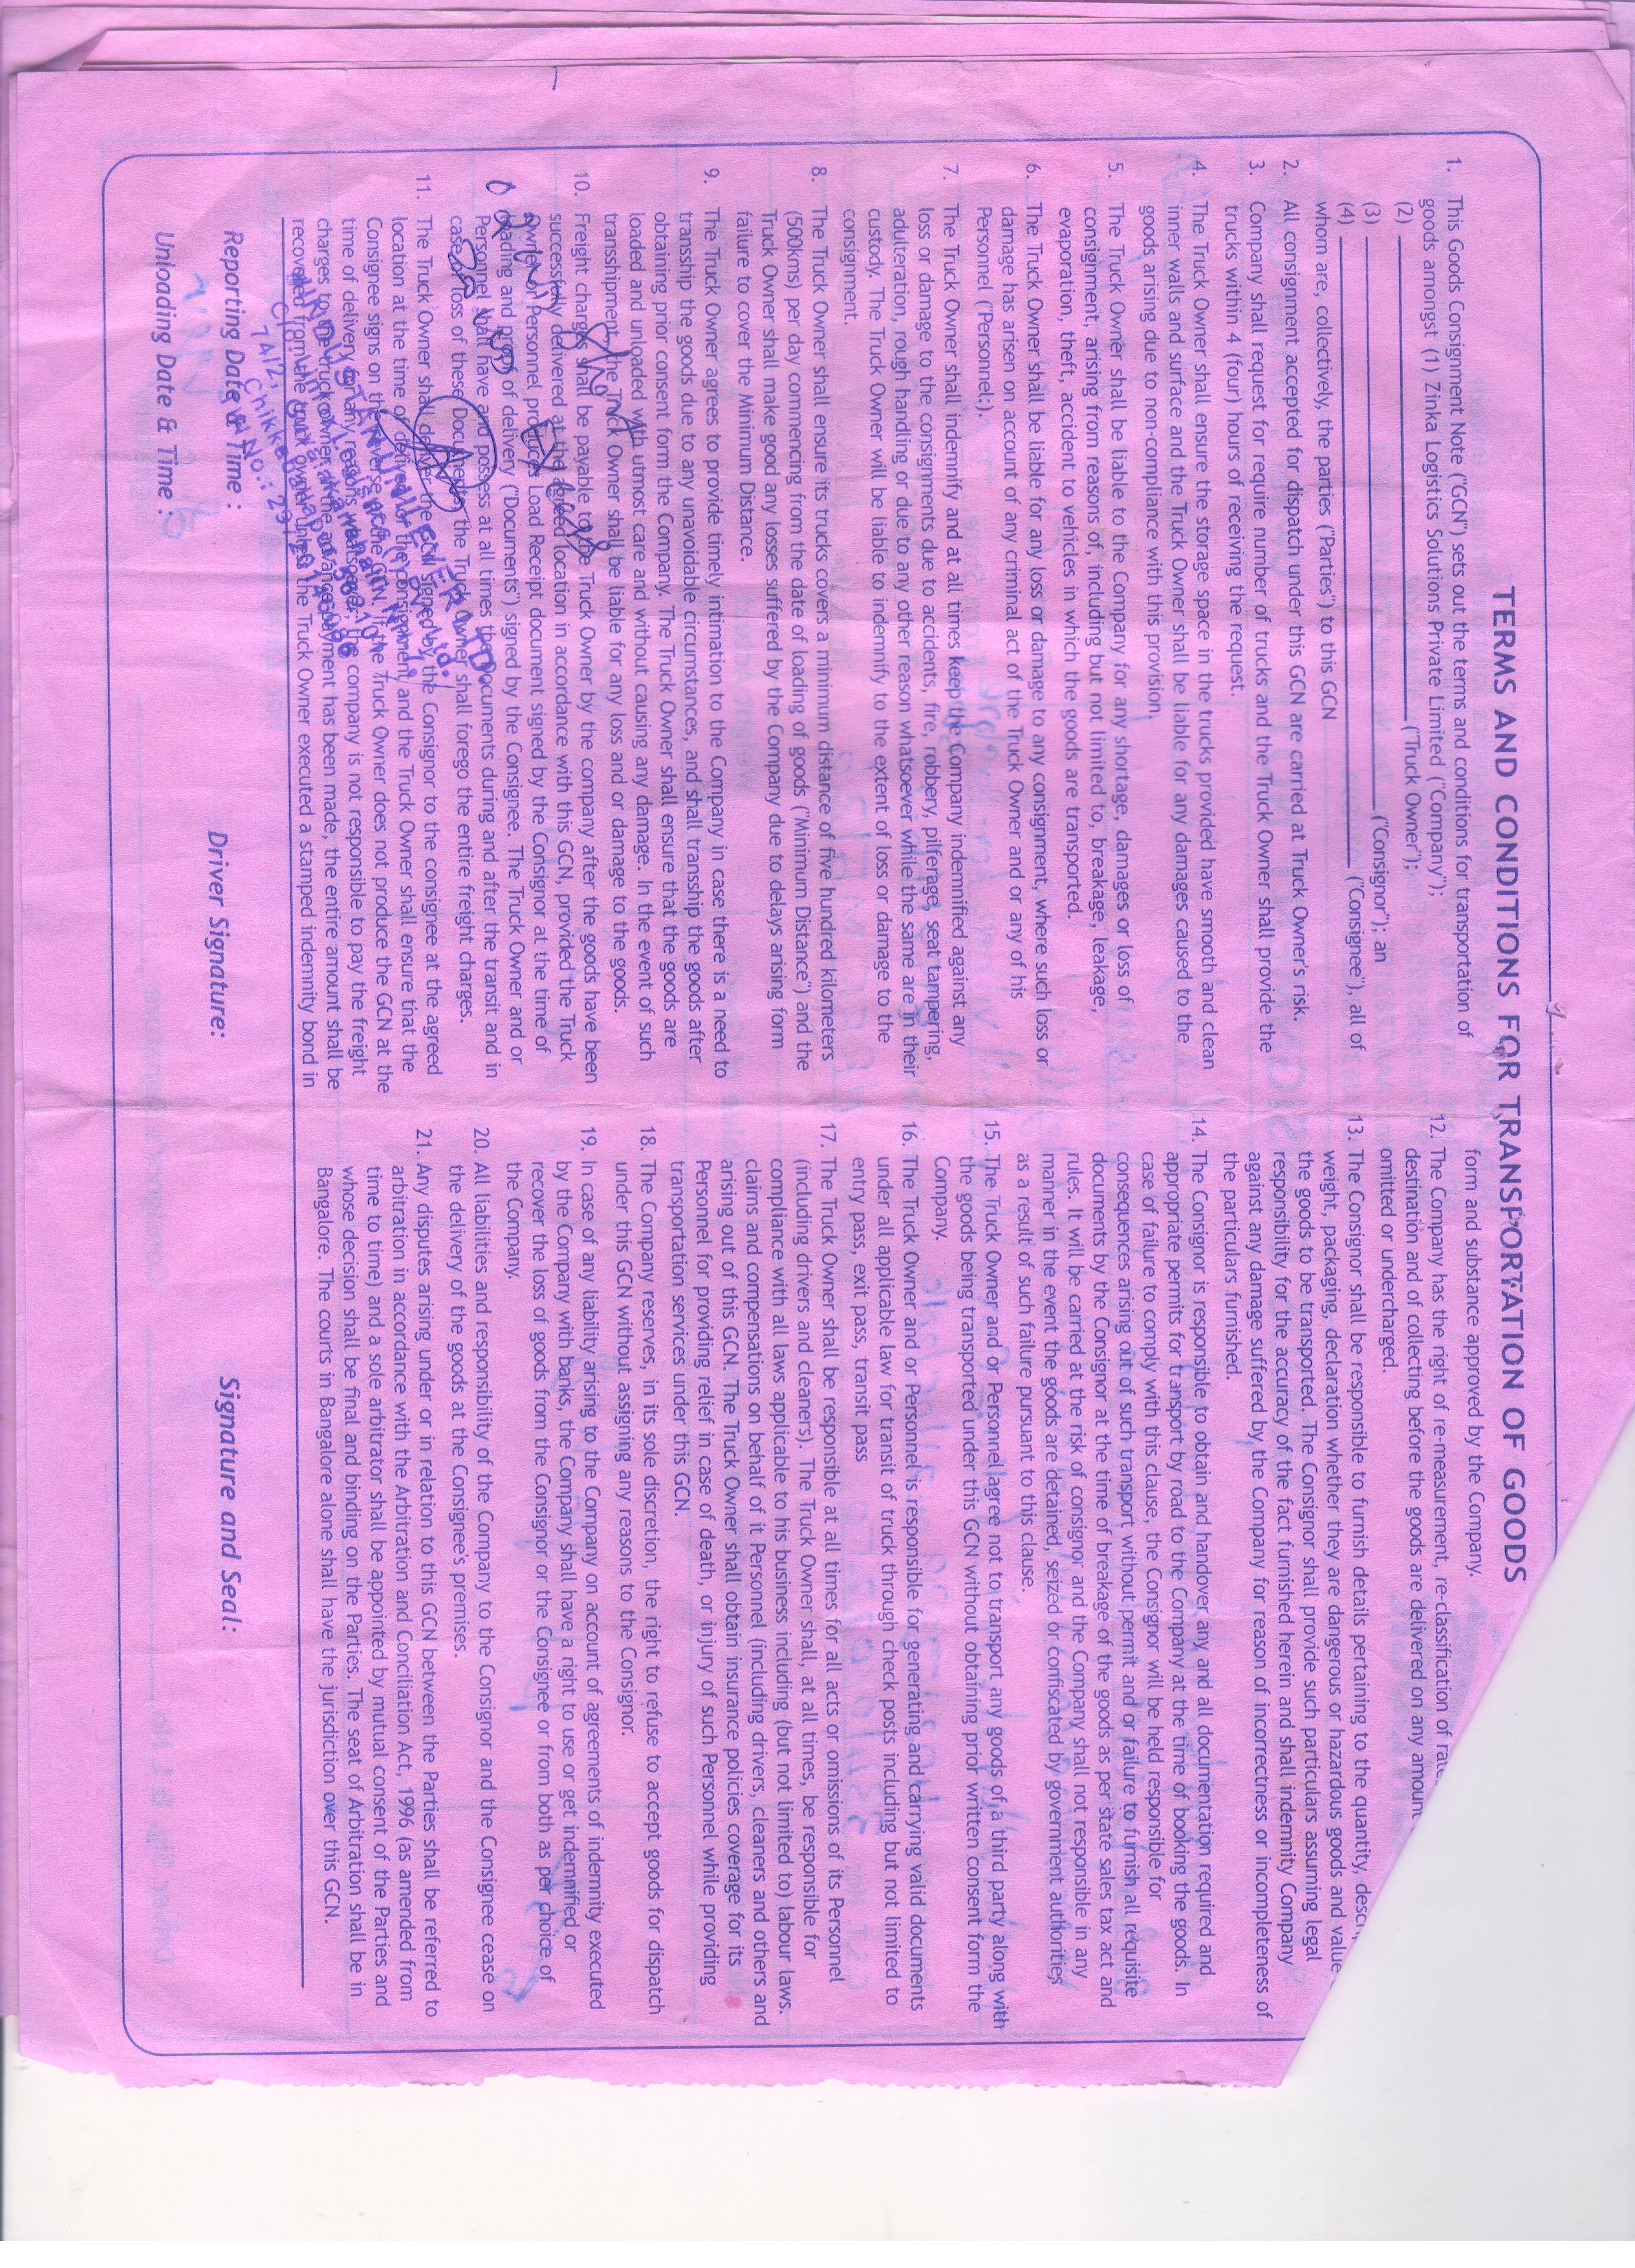 TERMS AND CONDITIONS FOR TRANSPORTATION OF GOODS
1. This Goods Consignment Note ("GCN") sets out the terms and conditions for transportation of
goods amongst (1) Zinka Logistics Solutions Private Limited ("Company");
(2) ("Truck Owner");
(3) ("Consignor"); an
(4) ("Consignee"), all of
whom are, collectively, the parties ("Parties") to this GCN
2. All consignment accepted for dispatch under this GCN are carried at Truck Owner's risk.
3. Company shall request for require number of trucks and the Truck Owner shall provide the
trucks within 4 (four) hours of receiving the request.
4. The Truck Owner shall ensure the storage space in the trucks provided have smooth and clean
inner walls and surface and the Truck Owner shall be liable for any damages caused to the
goods arising due to non-compliance with this provision.
5. The Truck Owner shall be liable to the Company for any shortage, damages or loss of
consignment, arising from reasons of, including but not limited to, breakage, leakage,
evaporation, theft, accident to vehicles in which the goods are transported.
6. The Truck Owner shall be liable for any loss or damage to any consignment, where such loss or
damage has arisen on account of any criminal act of the Truck Owner and or any of his
Personnel ("Personnel:).
7. The Truck Owner shall indemnify and at all times keep the Company indemnified against any
loss or damage to the consignments due to accidents, fire, robbery, pilferage, seat tampering,
adulteration, rough handling or due to any other reason whatsoever while the same are in their
custody. The Truck Owner will be liable to indemnify to the extent of loss or damage to the
consignment.
8. The Truck Owner shall ensure its trucks covers a minimum distance of five hundred kilometers
(500kms) per day commencing from the date of loading of goods ("Minimum Distance") and the
Truck Owner shall make good any losses suffered by the Company due to delays arising form
failure to cover the Minimum Distance.
9. The Truck Owner agrees to provide timely intimation to the Company in case there is a need to
transship the goods due to any unavoidable circumstances, and shall transship the goods after
obtaining prior consent form the Company. The Truck Owner shall ensure that the goods are
loaded and unloaded with utmost care and without causing any damage. In the event of such
transshipment, the Truck Owner shall be liable for any loss and or damage to the goods.
10. Freight charges shall be payable to the Truck Owner by the company after the goods have been
successfully delivered at the agreed location in accordance with this GCN, provided the Truck
Owner or Personnel produces Load Receipt document signed by the Consignor at the time of
loading and proof of delivery ("Documents") signed by the Consignee. The Truck Owner and or
Personnel shall have in possess at all times the Documents during and after the transit and in
case of loss of these Documents, the Truck Owner shall forego the entire freight charges.
11. The Truck Owner shall deliver the GCN signed by the Consignor to the consignee at the agreed
location at the time of delivery of the consignment and the Truck Owner shall ensure that the
Consignee signs on the reverse of the GCN. If the Truck Owner does not produce the GCN at the
time of delivery for any reasons whatsoever, the company is not responsible to pay the freight
charges to the Truck owner. If the advance payment has been made, the entire amount shall be
recovered from the truck owner unless the Truck Owner executed a stamped indemnity bond in
form and substance approved by the Company.
12. The Company has the right of re-measurement, re-classification of rate
destination and of collecting before the goods are delivered on any amount
omitted or undercharged.
13. The Consignor shall be responsible to furnish details pertaining to the quantity,
weight, packaging, declaration whether they are dangerous or hazardous goods and value
the goods to be transported. The Consignor shall provide such particulars assuming legal
responsibility for the accuracy of the fact furnished herein and shall indemnity Company
against any damage suffered by the Company for reason of incorrectness or incompleteness of
the particulars furnished.
14. The Consignor is responsible to obtain and handover any and all documentation required and
appropriate permits for transport by road to the Company at the time of booking the goods. In
case of failure to comply with this clause, the Consignor will be held responsible for
consequences arising out of such transport without permit and or failure to furnish all requisite
documents by the Consignor at the time of breakage of the goods as per state sales tax act and
rules. It will be carried at the risk of consignor and the Company shall not responsible in any
manner in the event the goods are detained, seized or confiscated by government authorities
as a result of such failure pursuant to this clause.
15. The Truck Owner and or Personnel agree not to transport any goods of a third party along with
the goods being transported under this GCN without obtaining prior written consent form the
Company.
16. The Truck Owner and or Personnel is responsible for generating and carrying valid documents
under all applicable law for transit of truck through check posts including but not limited to
entry pass, exit pass, transit pass
17. The Truck Owner shall be responsible at all times for all acts or omissions of its Personnel
(including drivers and cleaners). The Truck Owner shall, at all times, be responsible for
compliance with all laws applicable to his business including (but not limited to) labour laws.
claims and compensations on behalf of it Personnel (including drivers, cleaners and others and
arising out of this GCN. The Truck Owner shall obtain insurance policies coverage for its
Personnel for providing relief in case of death, or injury of such Personnel while providing
transportation services under this GCN.
18. The Company reserves, in its sole discretion, the right to refuse to accept goods for dispatch
under this GCN without assigning any reasons to the Consignor.
19. In case of any liability arising to the Company on account of agreements of indemnity executed
by the Company with banks, the Company shall have a right to use or get indemnified or
recover the loss of goods from the Consignor or the Consignee or from both as per choice of
the Company.
20. All liabilities and responsibility of the Company to the Consignor and the Consignee cease on
the delivery of the goods at the Consignee's premises.
21. Any disputes arising under or in relation to this GCN between the Parties shall be referred to
arbitration in accordance with the Arbitration and Conciliation Act, 1996 (as amended from
time to time) and a sole arbitrator shall be appointed by mutual consent of the Parties and
whose decision shall be final and binding on the Parties. The seat of Arbitration shall be in
Bangalore. The courts in Bangalore alone shall have the jurisdiction over this GCN.
Reporting Date & Time :
Driver Signature:
Signature and Seal:
Unloading Date & Time :